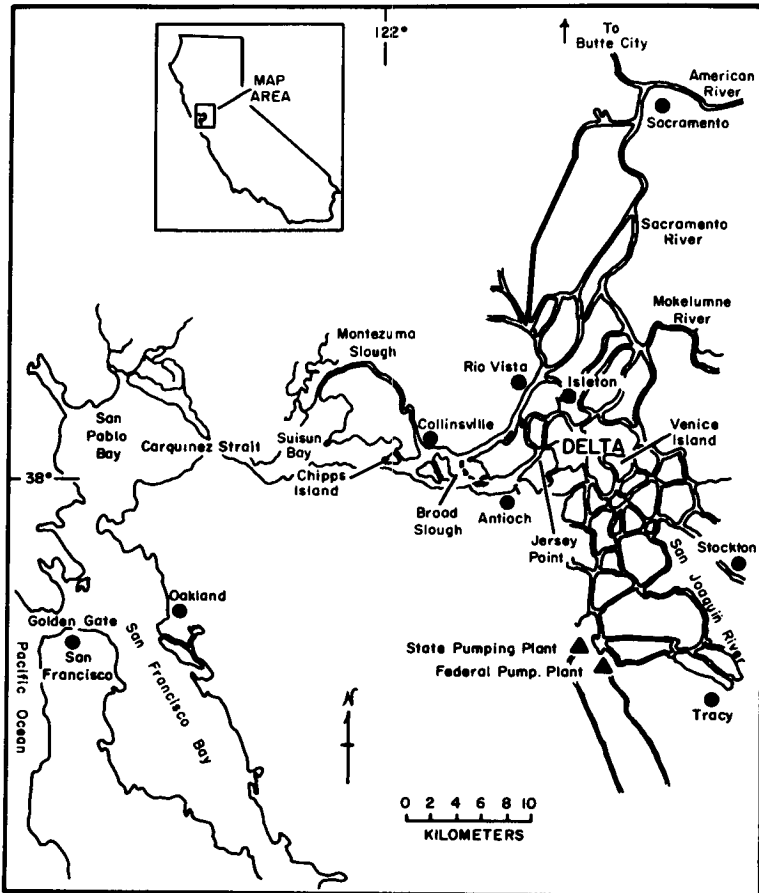 122°
To
Butte City
American
River
MAP
AREA
Sacramento
Sacramento
River
Mokelumne
River
Montezuma
Slough
Rio Vista
Isleton
San
Pablo
Bay
Carquinez Strait
Suisun
Bay
Collinsville
DELTA
Venice
Island
38°
Chipps
Island
Broad
Slough
Antioch
Jersey
Point
Stockton
San Joaquin River
Oakland
Golden Gate
San
Francisco
San Francisco Bay
Pacific Ocean
State Pumping Plant
Federal Pump. Plant
Tracy
N
0 2 4 6 8 10
KILOMETERS